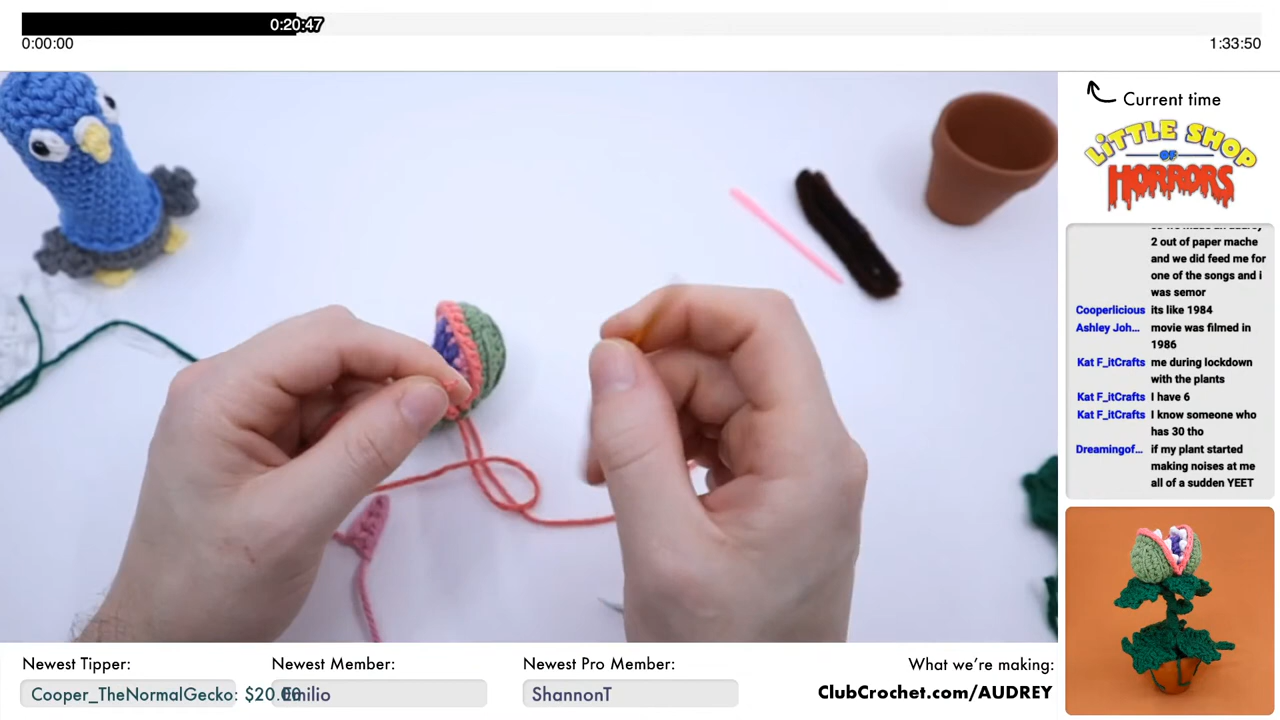 0:20:47
0:00:00
1:33:50
Current time
LITTLE SHOP
OF
HORRORS
2 out of paper mache
and we did feed me for
one of the songs and i
was semor
Cooperlicious its like 1984
Ashley Joh... movie was filmed in
1986
Kat F_itCrafts me during lockdown
with the plants
Kat F_itCrafts I have 6
Kat F_itCrafts I know someone who
has 30 tho
Dreamingof... if my plant started
making noises at me
all of a sudden YEET
Newest Tipper:
Cooper_TheNormalGecko: $20.00
Newest Member:
Emilio
Newest Pro Member:
ShannonT
What we're making:
ClubCrochet.com/AUDREY